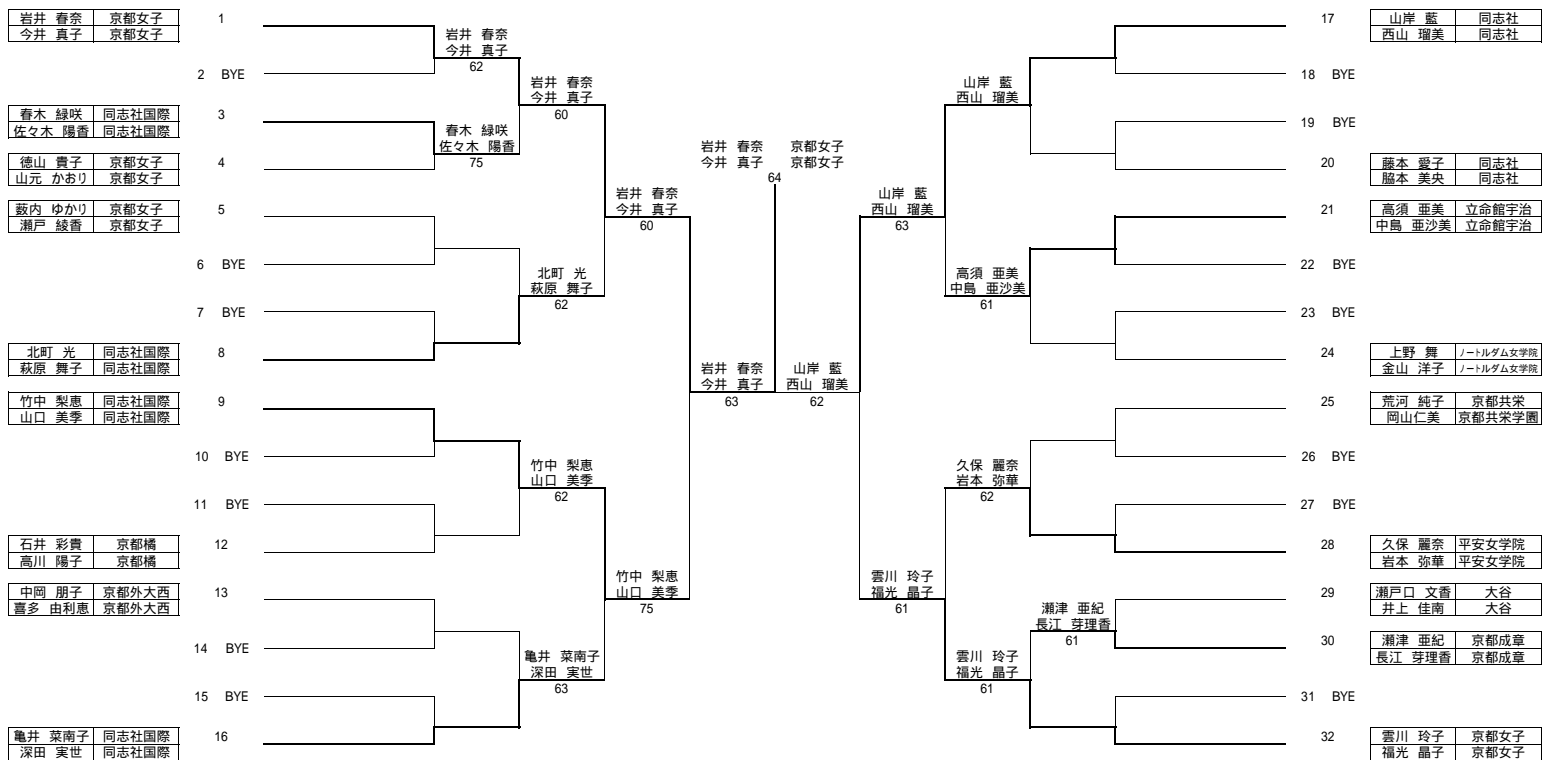 岩井 春奈 京都女子 1
今井 真子 京都女子
2 BYE
春木 緑咲 同志社国際 3
佐々木 陽香 同志社国際
徳山 貴子 京都女子 4
山元 かおり 京都女子
薮内 ゆかり 京都女子 5
瀬戸 綾香 京都女子
6 BYE
7 BYE
北町 光 同志社国際 8
萩原 舞子 同志社国際
竹中 梨恵 同志社国際 9
山口 美季 同志社国際
10 BYE
11 BYE
石井 彩貴 京都橘 12
高川 陽子 京都橘
中岡 朋子 京都外大西 13
喜多 由利恵 京都外大西
14 BYE
15 BYE
亀井 菜南子 同志社国際 16
深田 実世 同志社国際
岩井 春奈
今井 真子
62
春木 緑咲
佐々木 陽香
75
岩井 春奈
今井 真子
60
北町 光
萩原 舞子
62
竹中 梨恵
山口 美季
62
亀井 菜南子
深田 実世
63
岩井 春奈
今井 真子
60
竹中 梨恵
山口 美季
75
岩井 春奈
今井 真子
63
岩井 春奈 京都女子
今井 真子 京都女子
64
山岸 藍
西山 瑠美
62
山岸 藍
西山 瑠美
63
雲川 玲子
福光 晶子
61
山岸 藍
西山 瑠美
高須 亜美
中島 亜沙美
61
久保 麗奈
岩本 弥華
62
雲川 玲子
福光 晶子
61
瀬津 亜紀
長江 芽理香
61
17 山岸 藍 同志社
西山 瑠美 同志社
18 BYE
19 BYE
20 藤本 愛子 同志社
脇本 美央 同志社
21 高須 亜美 立命館宇治
中島 亜沙美 立命館宇治
22 BYE
23 BYE
24 上野 舞 ノートルダム女学院
金山 洋子 ノートルダム女学院
25 荒河 純子 京都共栄
岡山仁美 京都共栄学園
26 BYE
27 BYE
28 久保 麗奈 平安女学院
岩本 弥華 平安女学院
29 瀬戸口 文香 大谷
井上 佳南 大谷
30 瀬津 亜紀 京都成章
長江 芽理香 京都成章
31 BYE
32 雲川 玲子 京都女子
福光 晶子 京都女子